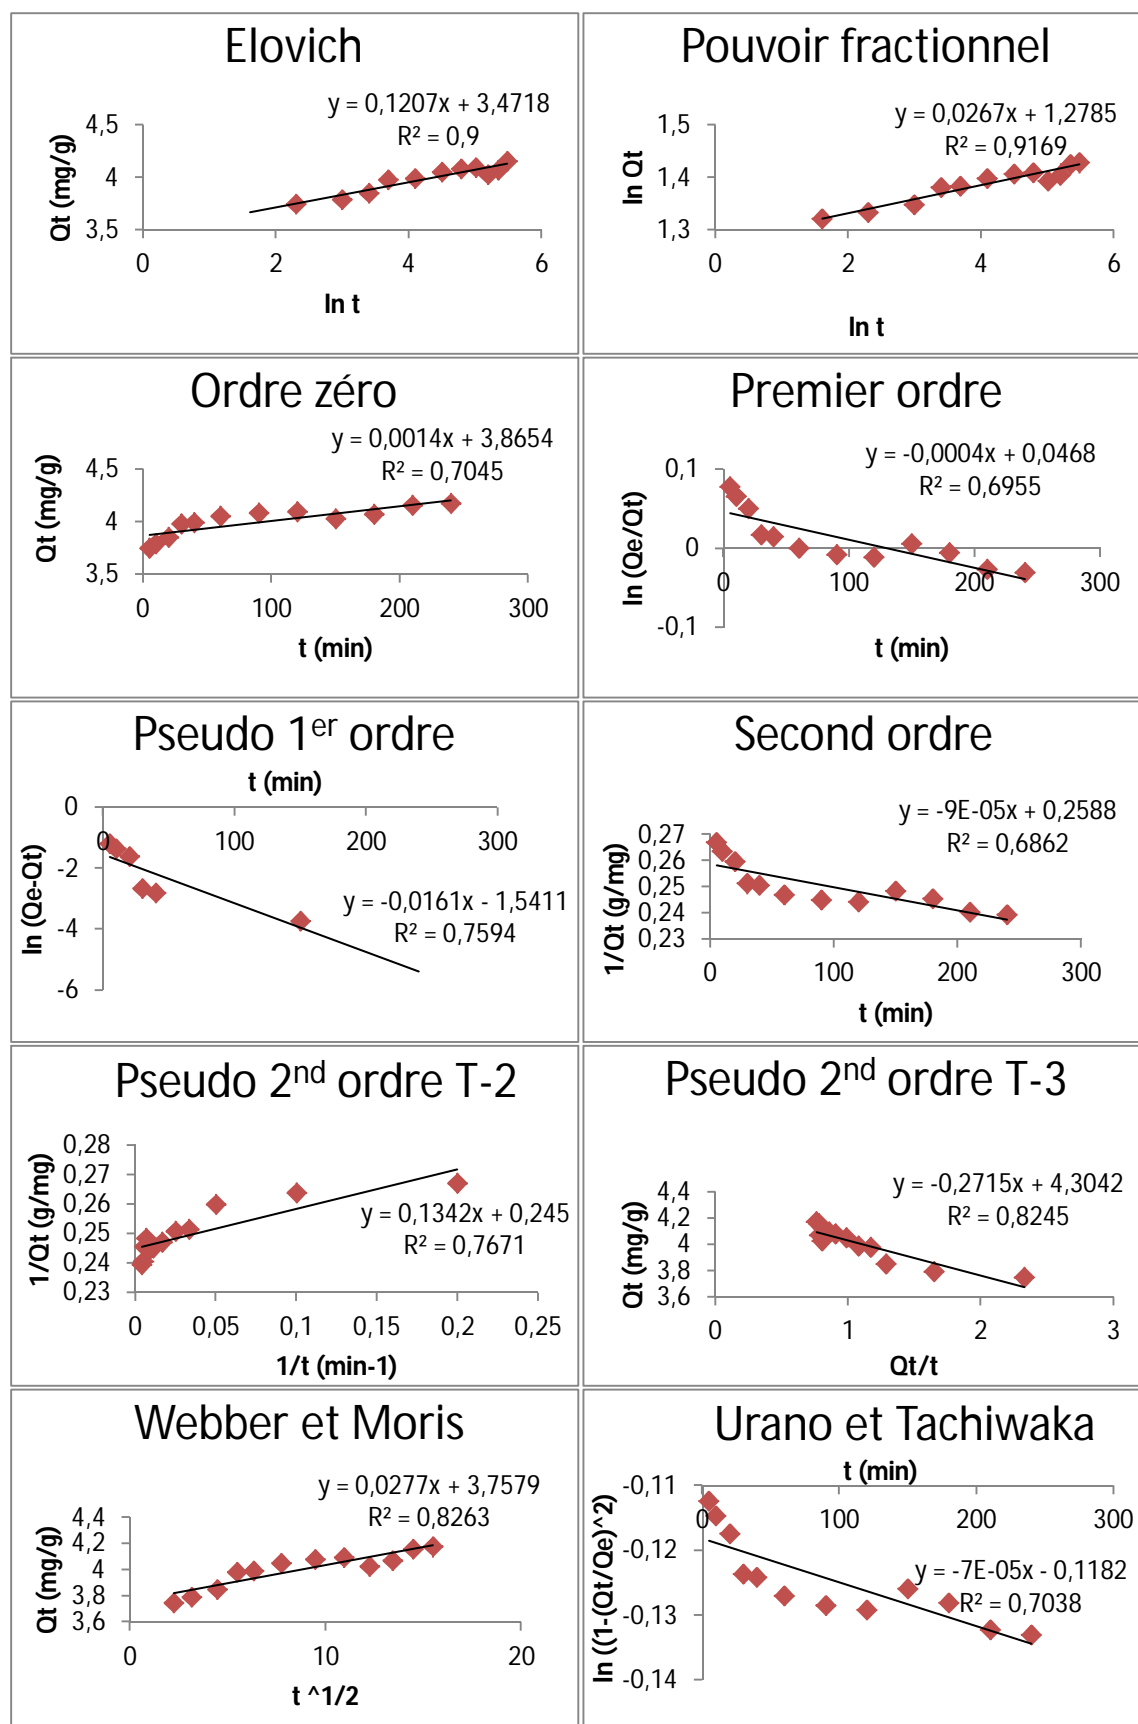 Elovich
y = 0,1207x + 3,4718
R² = 0,9
4,5
4
3,5
0
2
4
6
Qt (mg/g)
ln t
Pouvoir fractionnel
y = 0,0267x + 1,2785
R² = 0,9169
1,5
1,4
1,3
0
2
4
6
ln Qt
ln t
Ordre zéro
y = 0,0014x + 3,8654
R² = 0,7045
4,5
4
3,5
0
100
200
300
Qt (mg/g)
t (min)
Premier ordre
y = -0,0004x + 0,0468
R² = 0,6955
0,1
0
-0,1
0
100
200
300
ln (Qe/Qt)
t (min)
Pseudo 1er ordre
t (min)
0
-2
-4
-6
0
100
200
300
y = -0,0161x - 1,5411
R² = 0,7594
ln (Qe-Qt)
Second ordre
y = -9E-05x + 0,2588
R² = 0,6862
0,27
0,26
0,25
0,24
0,23
0
100
200
300
1/Qt (g/mg)
t (min)
Pseudo 2nd ordre T-2
0,28
0,27
0,26
0,25
0,24
0,23
y = 0,1342x + 0,245
R² = 0,7671
0
0,05
0,1
0,15
0,2
0,25
1/Qt (g/mg)
1/t (min-1)
Pseudo 2nd ordre T-3
y = -0,2715x + 4,3042
R² = 0,8245
4,4
4,2
4
3,8
3,6
0
1
2
3
Qt (mg/g)
Qt/t
Webber et Moris
y = 0,0277x + 3,7579
R² = 0,8263
4,4
4,2
4
3,8
3,6
0
10
20
Qt (mg/g)
t ^1/2
Urano et Tachiwaka
t (min)
-0,11
-0,12
-0,13
-0,14
0
100
200
300
y = -7E-05x - 0,1182
R² = 0,7038
ln ((1-(Qt/Qe)^2)